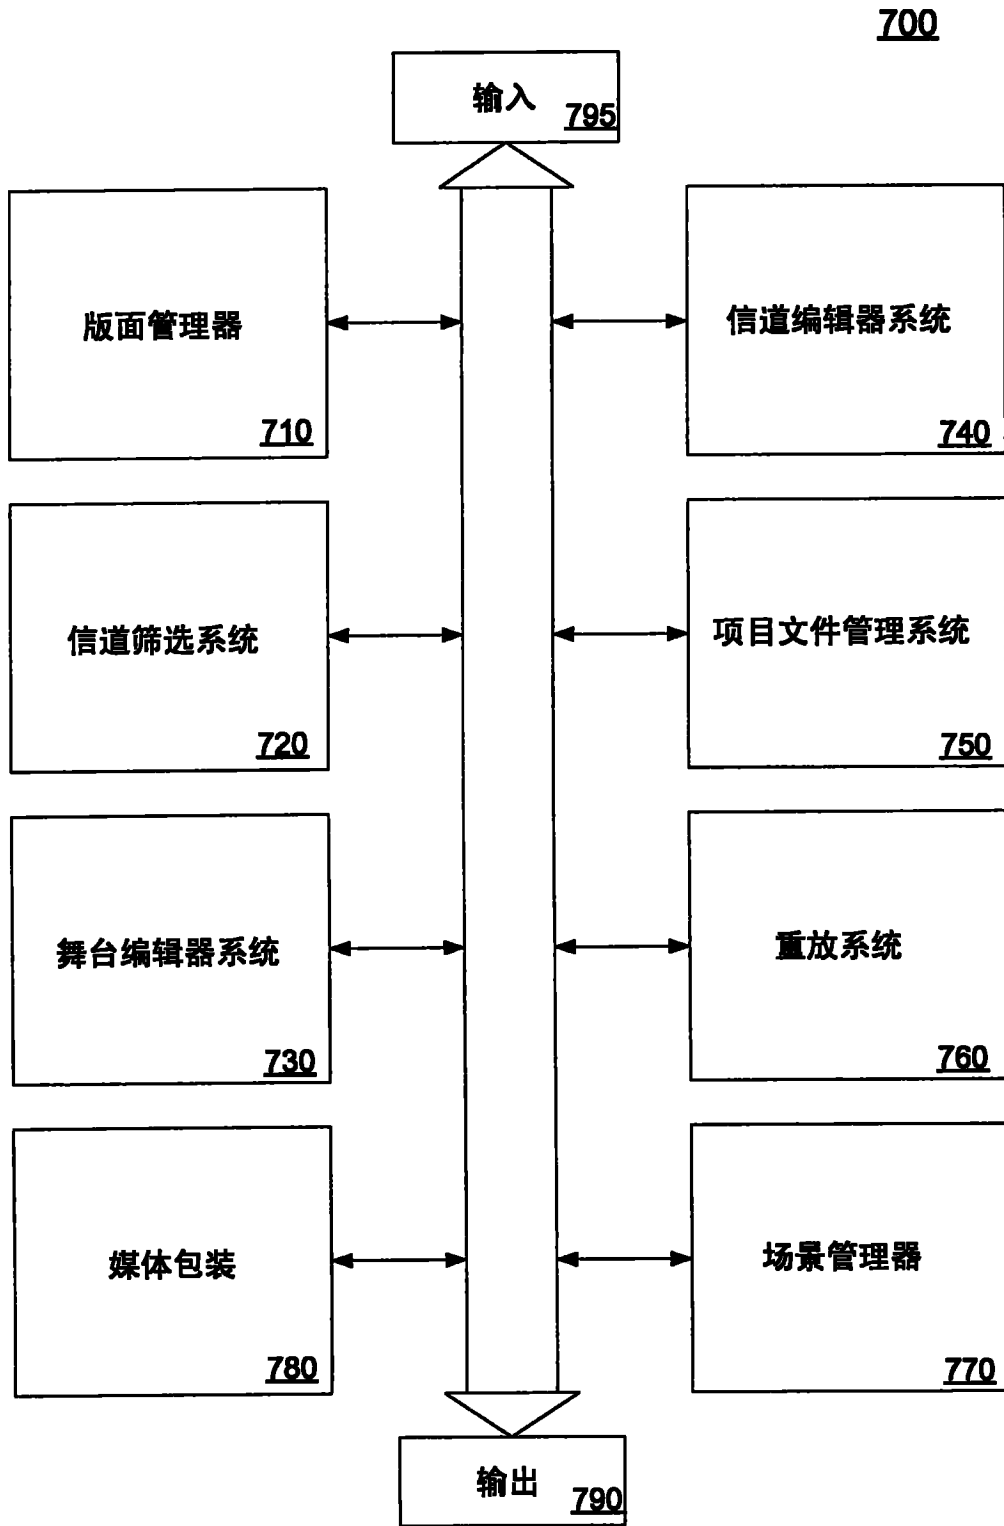 700
输入
795
版面管理器
710
信道编辑器系统
740
信道筛选系统
720
项目文件管理系统
750
舞台编辑器系统
730
重放系统
760
媒体包装
780
场景管理器
770
输出
790